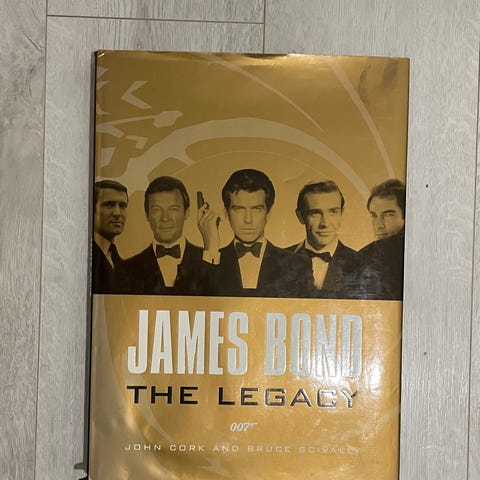 JAMES BOND
THE LEGACY
007
JOHN CORK AND BRUCE SCIVALLY